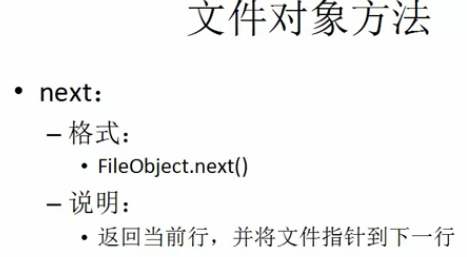 文件对象方法
• next：
– 格式：
• FileObject.next()
– 说明：
• 返回当前行，并将文件指针到下一行